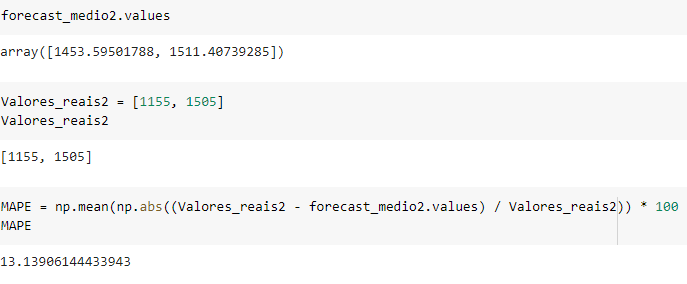 forecast_medio2.values
array([1453.59501788, 1511.40739285])
Valores_reais2 = [1155, 1505]
Valores_reais2
[1155, 1505]
MAPE = np.mean(np.abs((Valores_reais2 - forecast_medio2.values) / Valores_reais2)) * 100
MAPE
13.13906144433943